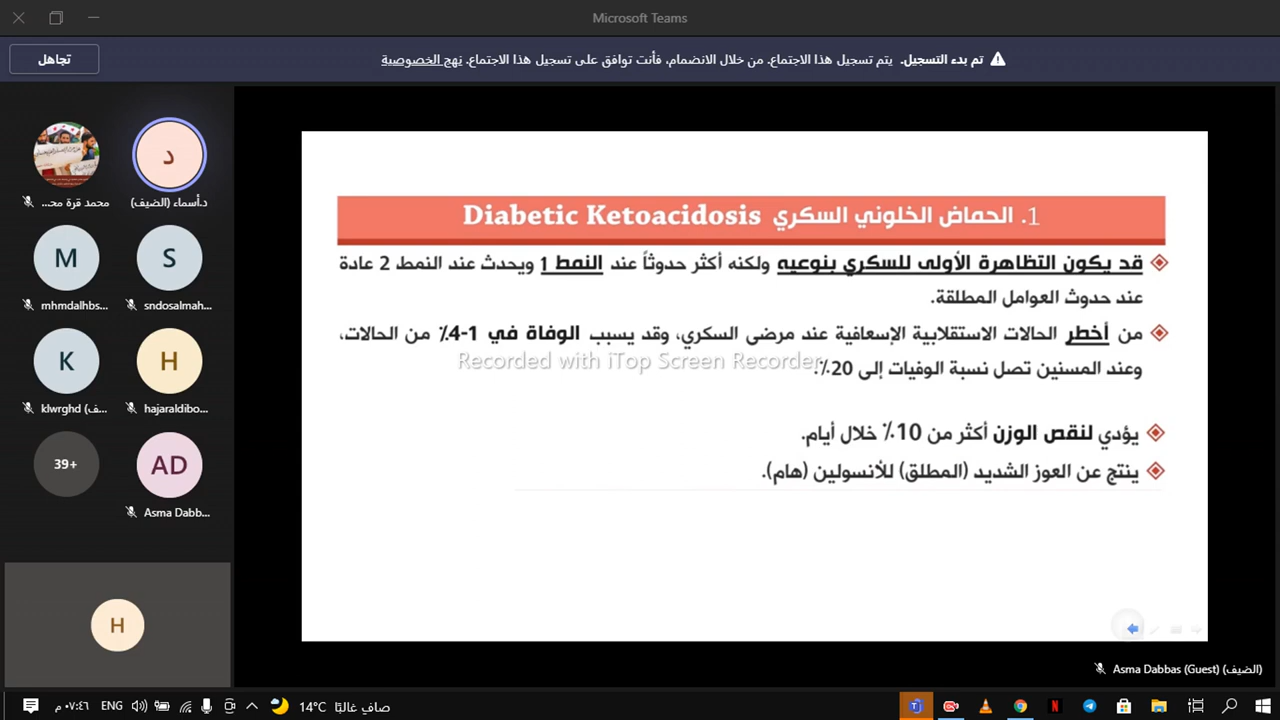 Microsoft Teams
تم بدء التسجيل. يتم تسجيل هذا الاجتماع. من خلال الانضمام، فأنت توافق على تسجيل هذا الاجتماع. نهج الخصوصية
تجاهل
د
محمد قرة محـ...
د.أسماء (الضيف)
M
S
mhmdalhbs...
sndosalmah...
K
H
klwrghd (ف...
hajaraldibo...
39+
AD
Asma Dabb...
H
1. الحماض الخلوني السكري Diabetic Ketoacidosis
قد يكون التظاهرة الأولى للسكري بنوعيه ولكنه أكثر حدوثاً عند النمط 1 ويحدث عند النمط 2 عادة
عند حدوث العوامل المطلقة.
من أخطر الحالات الاستقلابية الإسعافية عند مرضى السكري، وقد يسبب الوفاة في 1-4٪ من الحالات،
وعند المسنين تصل نسبة الوفيات إلى 20٪.
Recorded with iTop Screen Recorder
يؤدي لنقص الوزن أكثر من 10٪ خلال أيام.
ينتج عن العوز الشديد (المطلق) للأنسولين (هام).
Asma Dabbas (Guest) (الضيف)
٠٧:٤٦ م
ENG
14°C صافٍ غالبًا